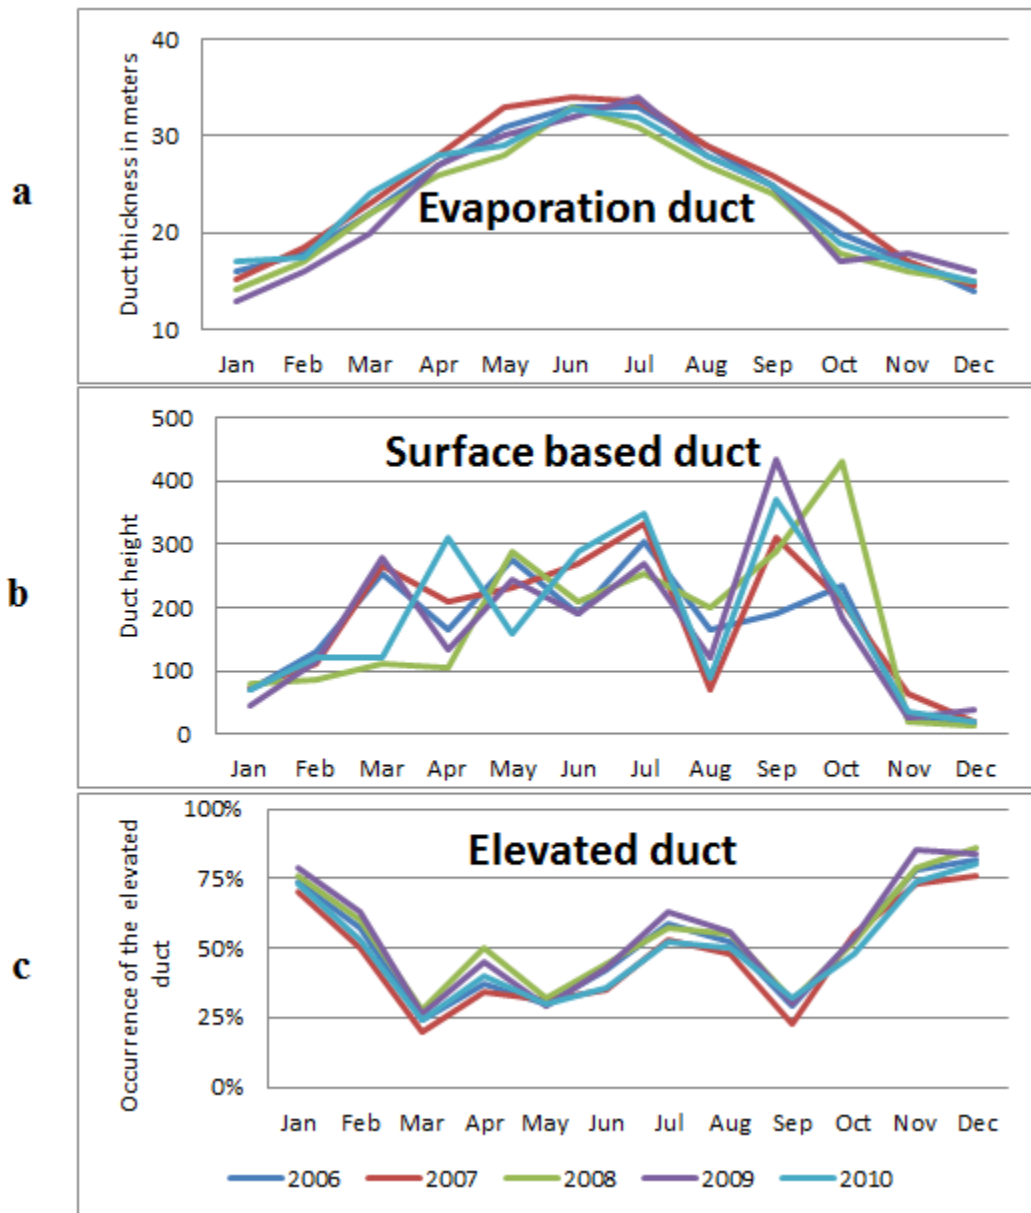 a
Duct thickness in meters
40
30
20
10
Evaporation duct
Jan Feb Mar Apr May Jun Jul Aug Sep Oct Nov Dec
b
Duct height
500
400
300
200
100
0
Surface based duct
Jan Feb Mar Apr May Jun Jul Aug Sep Oct Nov Dec
c
Occurrence of the elevated
duct
100%
75%
50%
25%
0%
Elevated duct
Jan Feb Mar Apr May Jun Jul Aug Sep Oct Nov Dec
2006 2007 2008 2009 2010